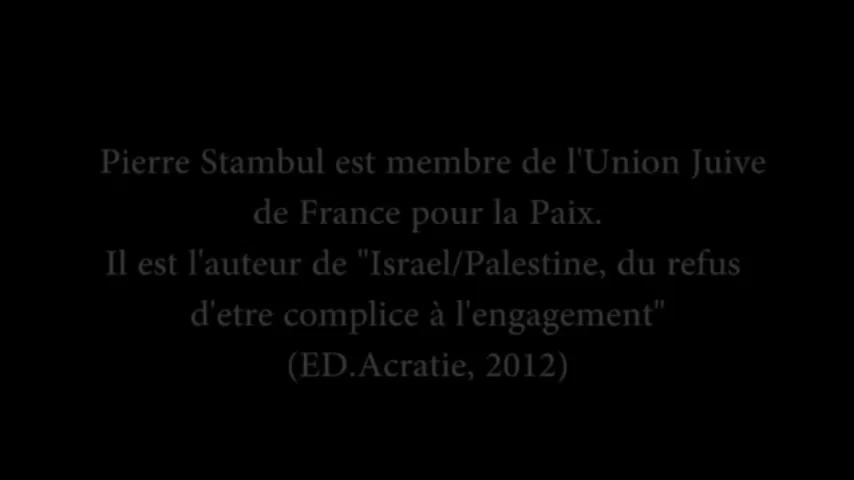 Pierre Stambul est membre de l'Union Juive
de France pour la Paix.
Il est l'auteur de "Israel/Palestine, du refus
d'etre complice à l'engagement"
(ED.Acratie, 2012)